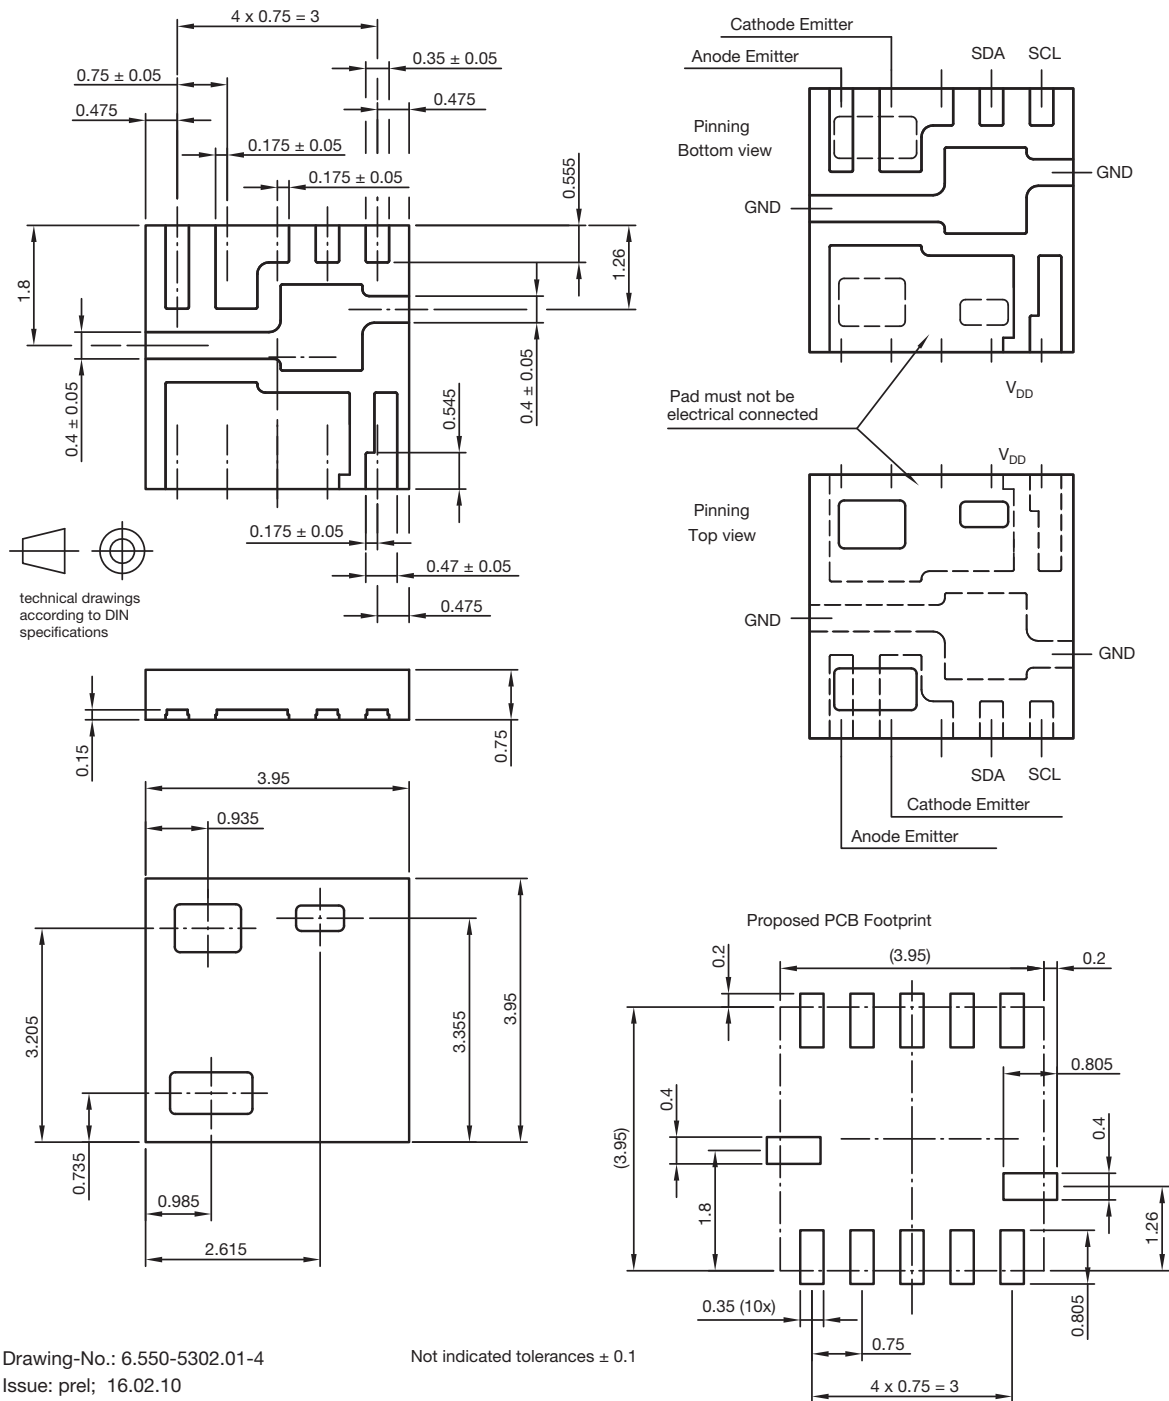 4 x 0.75 = 3
0.75 ± 0.05
0.35 ± 0.05
0.475
0.475
0.175 ± 0.05
0.175 ± 0.05
0.555
1.26
1.8
0.4 ± 0.05
0.545
0.4 ± 0.05
0.175 ± 0.05
0.47 ± 0.05
0.475
technical drawings
according to DIN
specifications
0.15
0.75
3.95
0.935
3.205
3.355
3.95
0.735
0.985
2.615
Cathode Emitter
Anode Emitter
SDA
SCL
Pinning
Bottom view
GND
GND
VDD
Pad must not be
electrical connected
VDD
Pinning
Top view
GND
GND
SDA
SCL
Cathode Emitter
Anode Emitter
Proposed PCB Footprint
0.2
(3.95)
0.2
0.805
0.4
0.4
(3.95)
1.8
1.26
0.35 (10x)
0.805
0.75
4 x 0.75 = 3
Drawing-No.: 6.550-5302.01-4
Issue: prel; 16.02.10
Not indicated tolerances ± 0.1